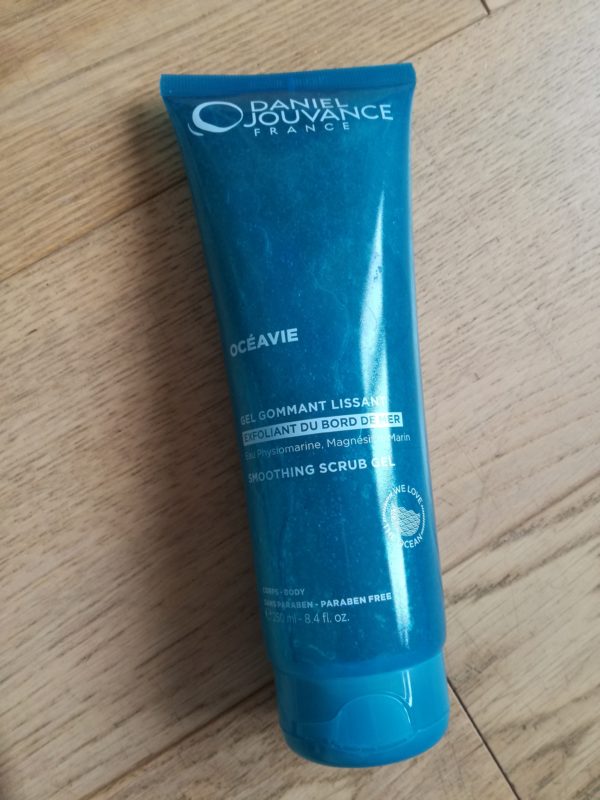 DANIEL
JOUVANCE
FRANCE
OCÉAVIE
GEL GOMMANT LISSANT
EXFOLIANT DU BORD DE MER
Eau Physiomarine, Magnésium Marin
SMOOTHING SCRUB GEL
WE LOVE
OCEAN
CORPS - BODY
SANS PARABEN - PARABEN FREE
250 ml - 8.4 fl. oz.